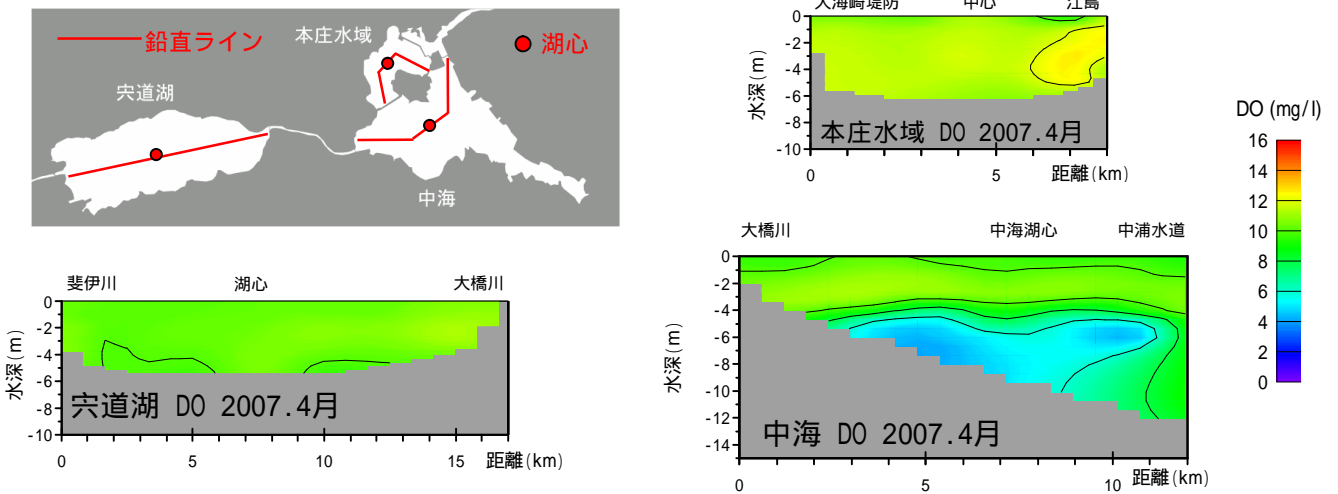 鉛直ライン
本庄水域
湖心
宍道湖
中海
大海崎堤防 中心 江島
0
-2
-4
-6
-8
-10
水深(m)
本庄水域 DO 2007.4月
0 5 距離(km)
DO (mg/l)
16
14
12
10
8
6
4
2
0
斐伊川 湖心 大橋川
0
-2
-4
-6
-8
-10
水深(m)
宍道湖 DO 2007.4月
0 5 10 15 距離(km)
大橋川 中海湖心 中浦水道
0
-2
-4
-6
-8
-10
-12
-14
水深(m)
中海 DO 2007.4月
0 5 10 距離(km)